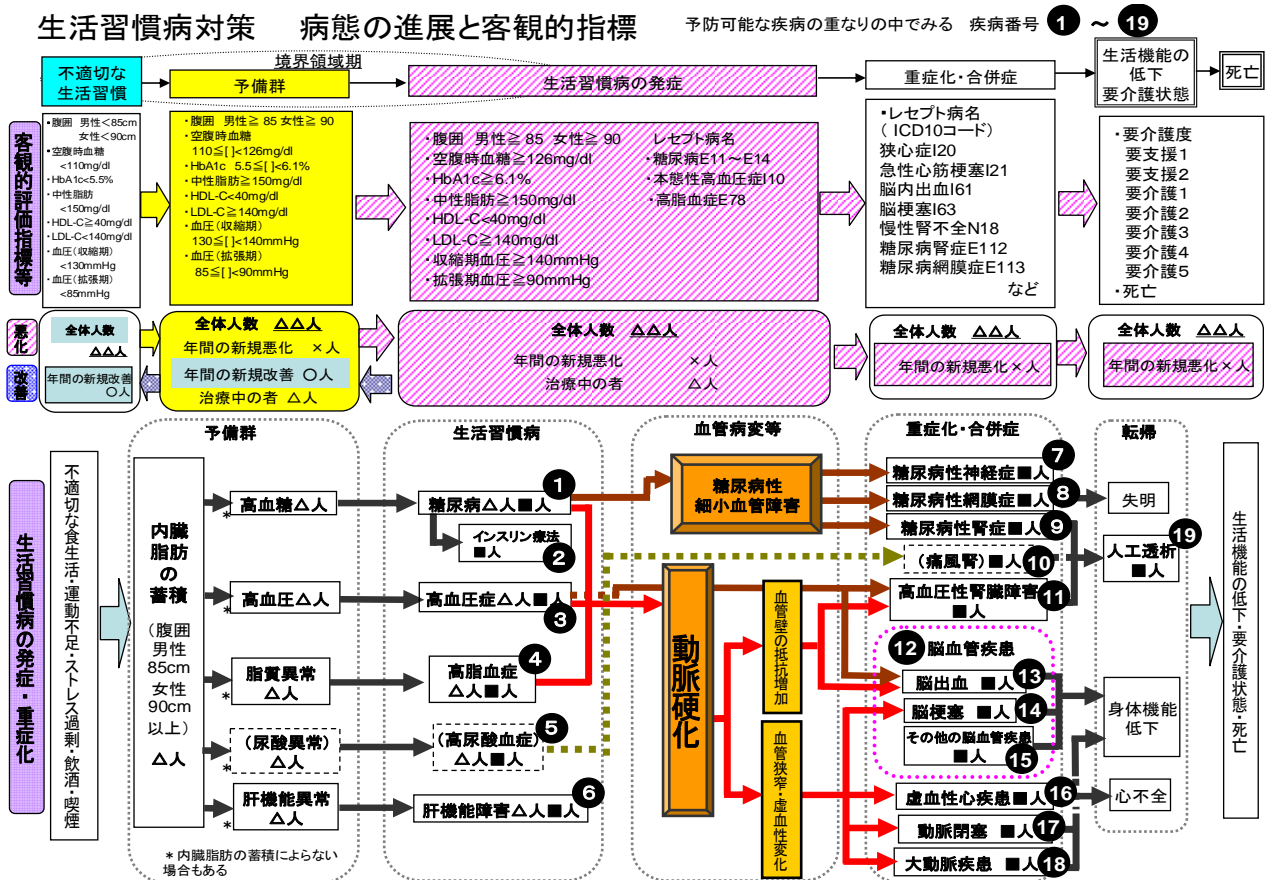 生活習慣病対策　病態の進展と客観的指標
予防可能な疾病の重なりの中でみる　疾病番号 1 ～ 19
境界領域期
不適切な
生活習慣
予備群
生活習慣病の発症
重症化・合併症
生活機能の
低下
要介護状態
死亡
客観的評価指標等
・腹囲 男性＜85cm
女性＜90cm
・空腹時血糖
<110mg/dl
・HbA1c<5.5%
・中性脂肪
<150mg/dl
・HDL-C≧40mg/dl
・LDL-C<140mg/dl
・血圧（収縮期）
<130mmHg
・血圧（拡張期）
<85mmHg
・腹囲 男性≧ 85 女性≧ 90
・空腹時血糖
110≦[ ]<126mg/dl
・HbA1c 5.5≦[ ]<6.1%
・中性脂肪≧150mg/dl
・HDL-C<40mg/dl
・LDL-C≧140mg/dl
・血圧（収縮期）
130≦[ ]<140mmHg
・血圧（拡張期）
85≦[ ]<90mmHg
・腹囲 男性≧ 85 女性≧ 90
・空腹時血糖≧126mg/dl
・HbA1c≧6.1%
・中性脂肪≧150mg/dl
・HDL-C<40mg/dl
・LDL-C≧140mg/dl
・収縮期血圧≧140mmHg
・拡張期血圧≧90mmHg
レセプト病名
・糖尿病E11～E14
・本態性高血圧症I10
・高脂血症E78
・レセプト病名
（ ICD10コード）
狭心症I20
急性心筋梗塞I21
脳内出血I61
脳梗塞I63
慢性腎不全N18
糖尿病腎症E112
糖尿病網膜症E113
など
・要介護度
要支援1
要支援2
要介護1
要介護2
要介護3
要介護4
要介護5
・死亡
悪化
改善
全体人数
△△人
年間の新規改善
○人
全体人数 △△人
年間の新規悪化 ×人
年間の新規改善 ○人
治療中の者 △人
全体人数 △△人
年間の新規悪化 ×人
治療中の者 △人
全体人数 △△人
年間の新規悪化×人
全体人数 △△人
年間の新規悪化×人
生活習慣病の発症・重症化
不適切な食生活・運動不足・ストレス過剰・飲酒・喫煙
予備群
内臓
脂肪
の
蓄積
（腹囲
男性
85cm
女性
90cm
以上）
△人
*高血糖△人
*高血圧△人
*脂質異常
△人
*（尿酸異常）
△人
*肝機能異常
△人
*内臓脂肪の蓄積によらない
場合もある
生活習慣病
糖尿病△人■人 1
インスリン療法
■人 2
高血圧症△人■人 3
高脂血症
△人■人 4
（高尿酸血症）
△人■人 5
肝機能障害△人■人 6
血管病変等
糖尿病性
細小血管障害
動脈硬化
血管壁の抵抗増加
血管狭窄・虚血性変化
重症化・合併症
糖尿病性神経症■人 7
糖尿病性網膜症■人 8
糖尿病性腎症■人 9
（痛風腎）■人 10
高血圧性腎臓障害
■人 11
12 脳血管疾患
脳出血 ■人 13
脳梗塞 ■人 14
その他の脳血管疾患
■人 15
虚血性心疾患■人 16
動脈閉塞 ■人 17
大動脈疾患 ■人 18
転帰
失明
人工透析
■人 19
身体機能
低下
心不全
生活機能の低下・要介護状態・死亡